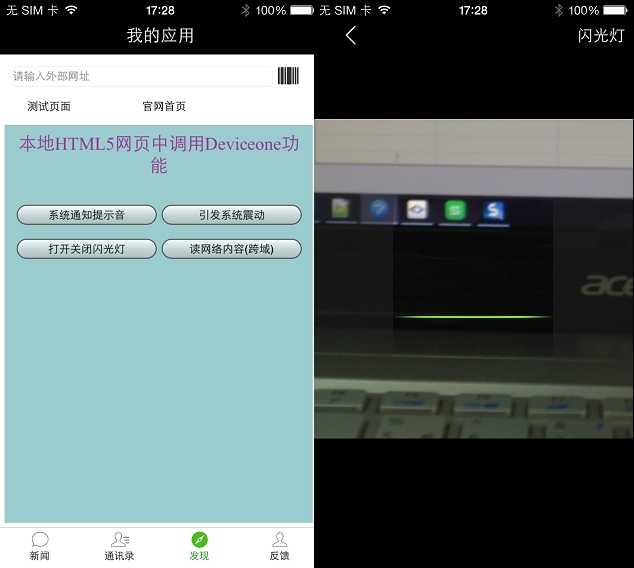 无 SIM 卡
17:28
100%
我的应用
请输入外部网址
测试页面
官网首页
本地HTML5网页中调用Deviceone功
能
系统通知提示音
引发系统震动
打开关闭闪光灯
读网络内容(跨域)
新闻
通讯录
发现
反馈
无 SIM 卡
17:28
100%
闪光灯
ace